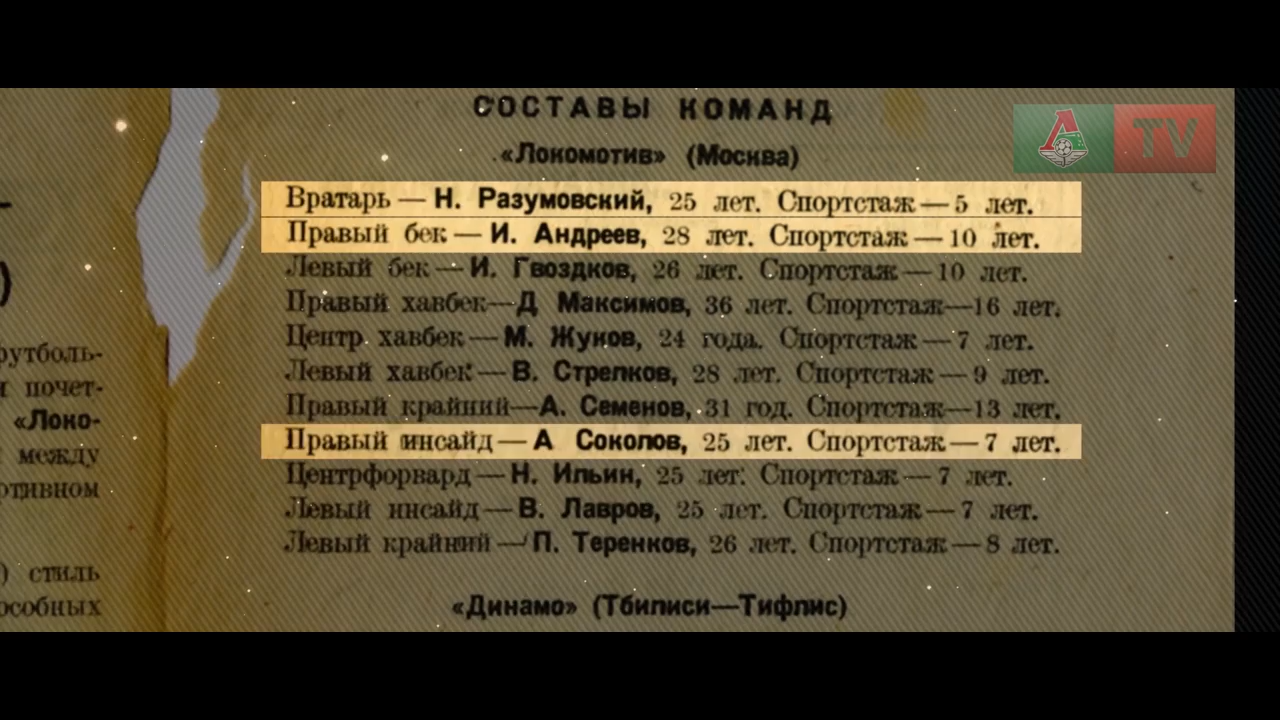 СОСТАВЫ КОМАНД
«Локомотив» (Москва)
Вратарь — Н. Разумовский, 25 лет. Спортстаж — 5 лет.
Правый бек — И. Андреев, 28 лет. Спортстаж — 10 лет.
Левый бек — И. Гвоздков, 26 лет. Спортстаж — 10 лет.
Правый хавбек—Д Максимов, 36 лет. Спортстаж—16 лет.
Центр. хавбек — М. Жуков, 24 года. Спортстаж — 7 лет.
Левый хавбек — В. Стрелков, 28 лет. Спортстаж — 9 лет.
Правый крайний—А. Семенов, 31 год. Спортстаж—13 лет.
Правый инсайд — А Соколов, 25 лет. Спортстаж — 7 лет.
Центрфорвард — Н. Ильин, 25 лет. Спортстаж — 7 лет.
Левый инсайд — В. Лавров, 25 лет. Спортстаж — 7 лет.
Левый крайний — П. Теренков, 26 лет. Спортстаж — 8 лет.
«Динамо» (Тбилиси—Тифлис)
)
футболь-
почет-
«Локо-
между
отивном
) стиль
особных
TV